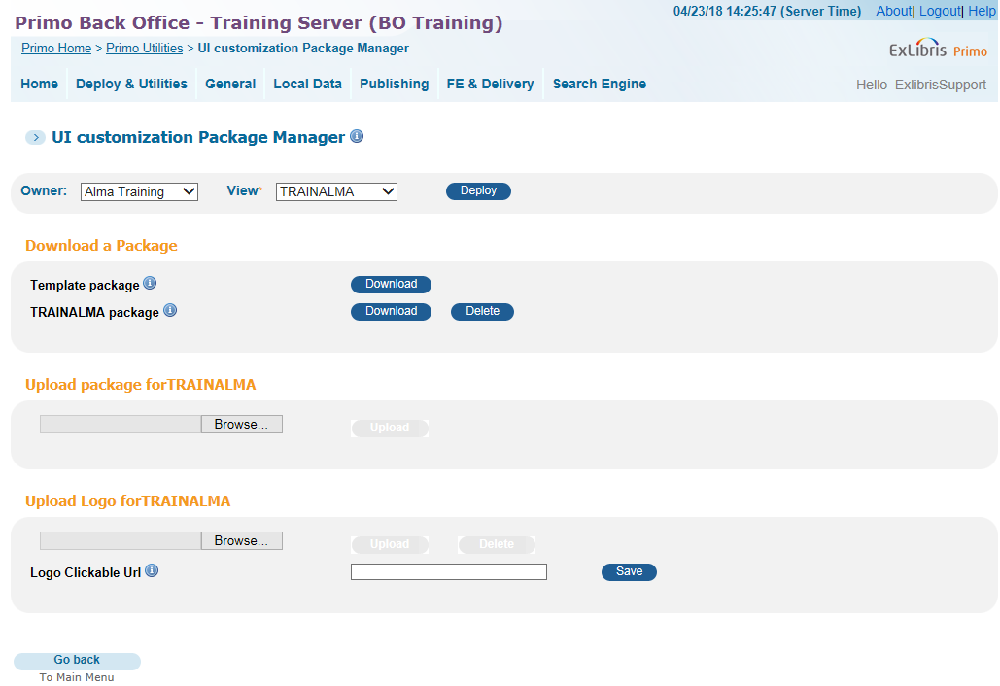 Primo Back Office - Training Server (BO Training)
04/23/18 14:25:47 (Server Time) About| Logout| Help
Primo Home > Primo Utilities > UI customization Package Manager
ExLibris Primo
Home Deploy & Utilities General Local Data Publishing FE & Delivery Search Engine
Hello ExlibrisSupport
UI customization Package Manager
Owner: Alma Training View* TRAINALMA Deploy
Download a Package
Template package Download
TRAINALMA package Download Delete
Upload package forTRAINALMA
Browse... Upload
Upload Logo forTRAINALMA
Browse... Upload Delete
Logo Clickable Url Save
Go back
To Main Menu